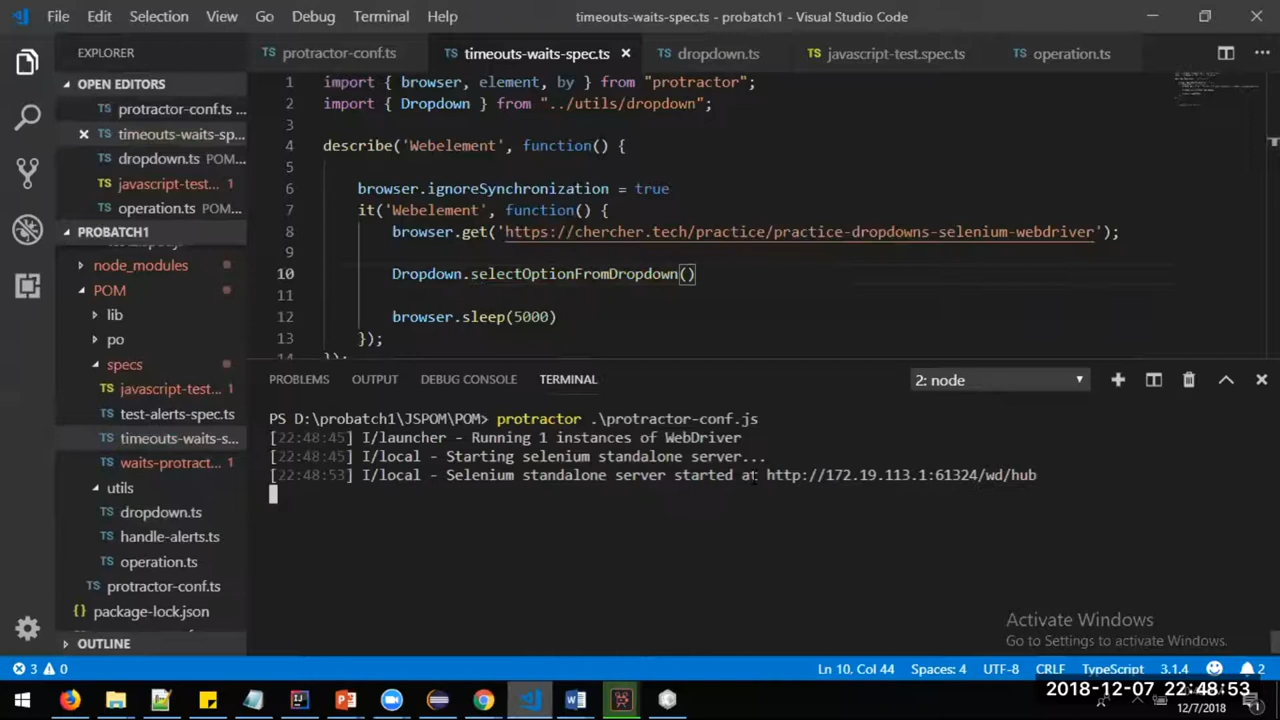 File Edit Selection View Go Debug Terminal Help
timeouts-waits-spec.ts - probatch1 - Visual Studio Code
EXPLORER
OPEN EDITORS
protractor-conf.ts
timeouts-waits-sp...
dropdown.ts POM...
javascript-test... 1
operation.ts POM...
PROBATCH1
node_modules
POM
lib
po
specs
javascript-test... 1
test-alerts-spec.ts
timeouts-waits-s...
waits-protract... 1
utils
dropdown.ts
handle-alerts.ts
operation.ts
protractor-conf.ts
package-lock.json
OUTLINE
protractor-conf.ts timeouts-waits-spec.ts dropdown.ts javascript-test.spec.ts operation.ts
1 import { browser, element, by } from "protractor";
2 import { Dropdown } from "../utils/dropdown";
3
4 describe('Webelement', function() {
5
6 browser.ignoreSynchronization = true
7 it('Webelement', function() {
8 browser.get('https://chercher.tech/practice/practice-dropdowns-selenium-webdriver');
9
10 Dropdown.selectOptionFromDropdown()
11
12 browser.sleep(5000)
13 });
14 });
PROBLEMS OUTPUT DEBUG CONSOLE TERMINAL
2: node
PS D:\probatch1\JSPOM\POM> protractor .\protractor-conf.js
[22:48:45] I/launcher - Running 1 instances of WebDriver
[22:48:45] I/local - Starting selenium standalone server...
[22:48:53] I/local - Selenium standalone server started at http://172.19.113.1:61324/wd/hub
Activate Windows
Go to Settings to activate Windows.
3 0
Ln 10, Col 44 Spaces: 4 UTF-8 CRLF TypeScript 3.1.4 2
2018-12-07 22:48:53
12/7/2018